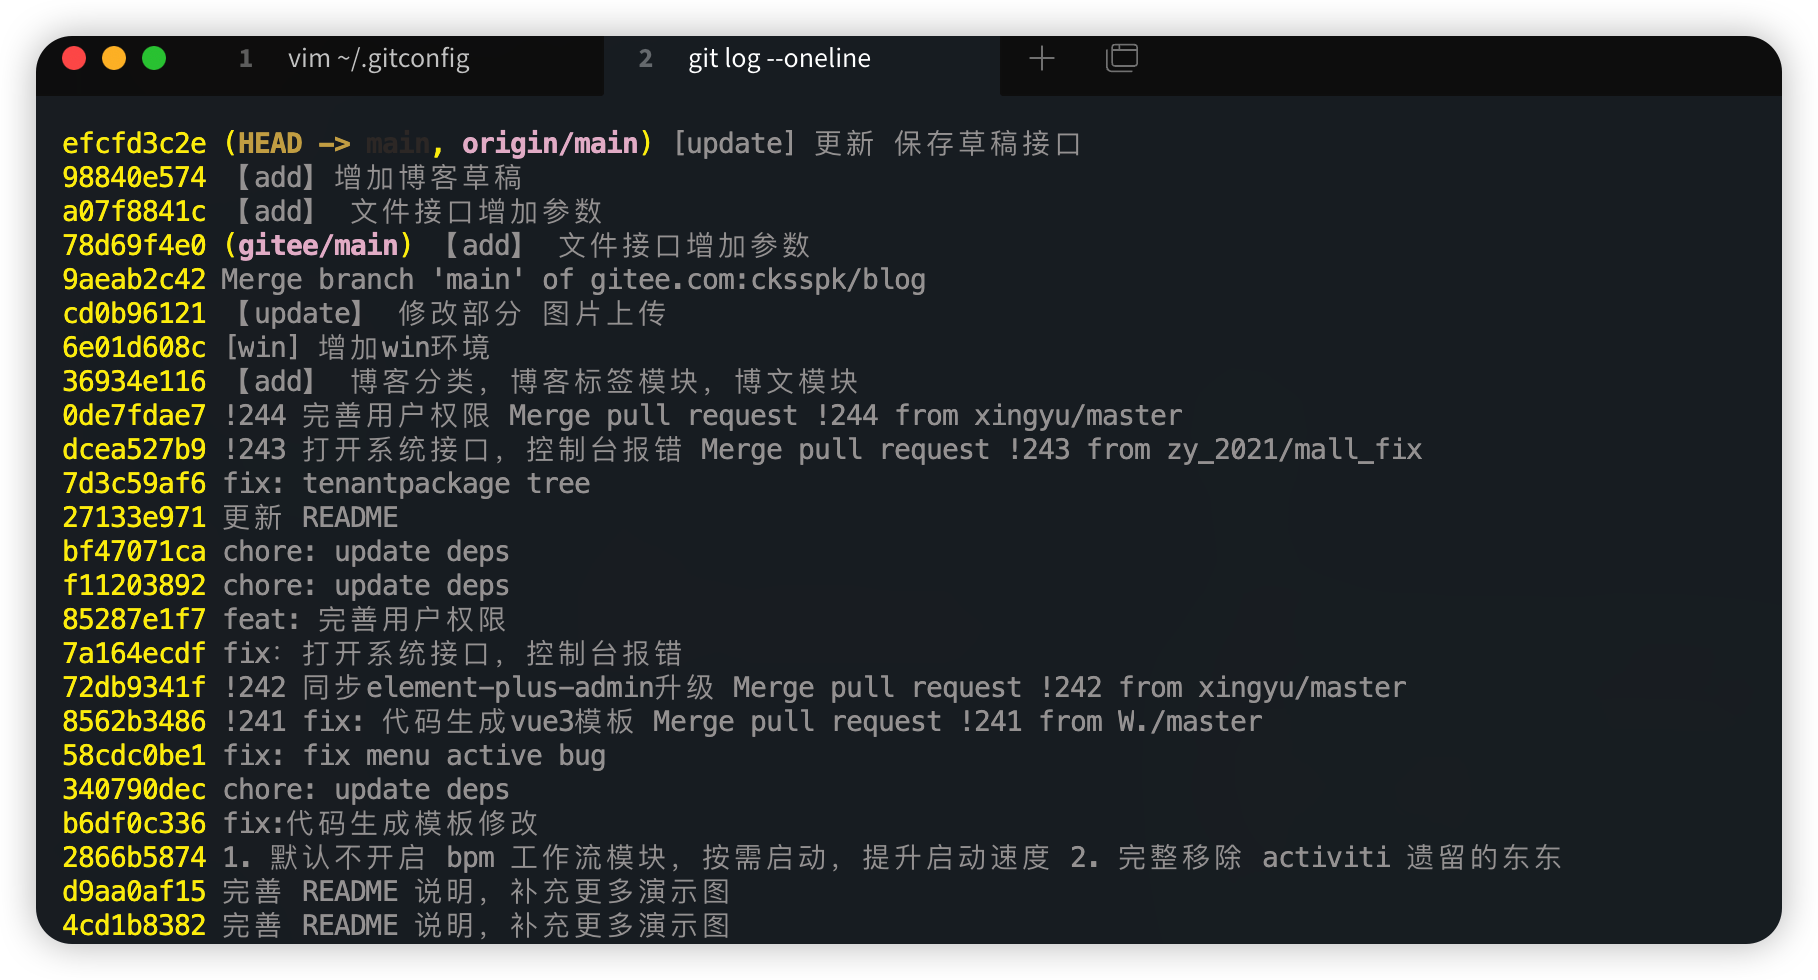 1 vim ~/.gitconfig 2 git log --oneline
efcfd3c2e (HEAD -> main, origin/main) [update] 更新 保存草稿接口
98840e574 【add】增加博客草稿
a07f8841c 【add】 文件接口增加参数
78d69f4e0 (gitee/main) 【add】 文件接口增加参数
9aeab2c42 Merge branch 'main' of gitee.com:cksspk/blog
cd0b96121 【update】 修改部分 图片上传
6e01d608c [win] 增加win环境
36934e116 【add】 博客分类，博客标签模块，博文模块
0de7fdae7 !244 完善用户权限 Merge pull request !244 from xingyu/master
dcea527b9 !243 打开系统接口，控制台报错 Merge pull request !243 from zy_2021/mall_fix
7d3c59af6 fix: tenantpackage tree
27133e971 更新 README
bf47071ca chore: update deps
f11203892 chore: update deps
85287e1f7 feat: 完善用户权限
7a164ecdf fix：打开系统接口，控制台报错
72db9341f !242 同步element-plus-admin升级 Merge pull request !242 from xingyu/master
8562b3486 !241 fix: 代码生成vue3模板 Merge pull request !241 from W./master
58cdc0be1 fix: fix menu active bug
340790dec chore: update deps
b6df0c336 fix:代码生成模板修改
2866b5874 1. 默认不开启 bpm 工作流模块，按需启动，提升启动速度 2. 完整移除 activiti 遗留的东东
d9aa0af15 完善 README 说明，补充更多演示图
4cd1b8382 完善 README 说明，补充更多演示图